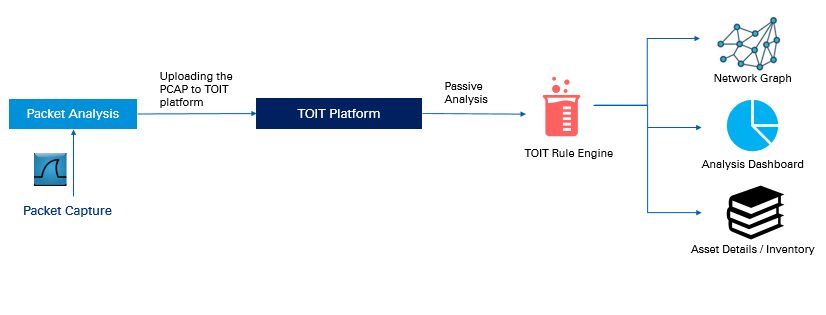 Packet Analysis
Packet Capture
Uploading the
PCAP to TOIT
platform
TOIT Platform
Passive
Analysis
TOIT Rule Engine
Network Graph
Analysis Dashboard
Asset Details / Inventory